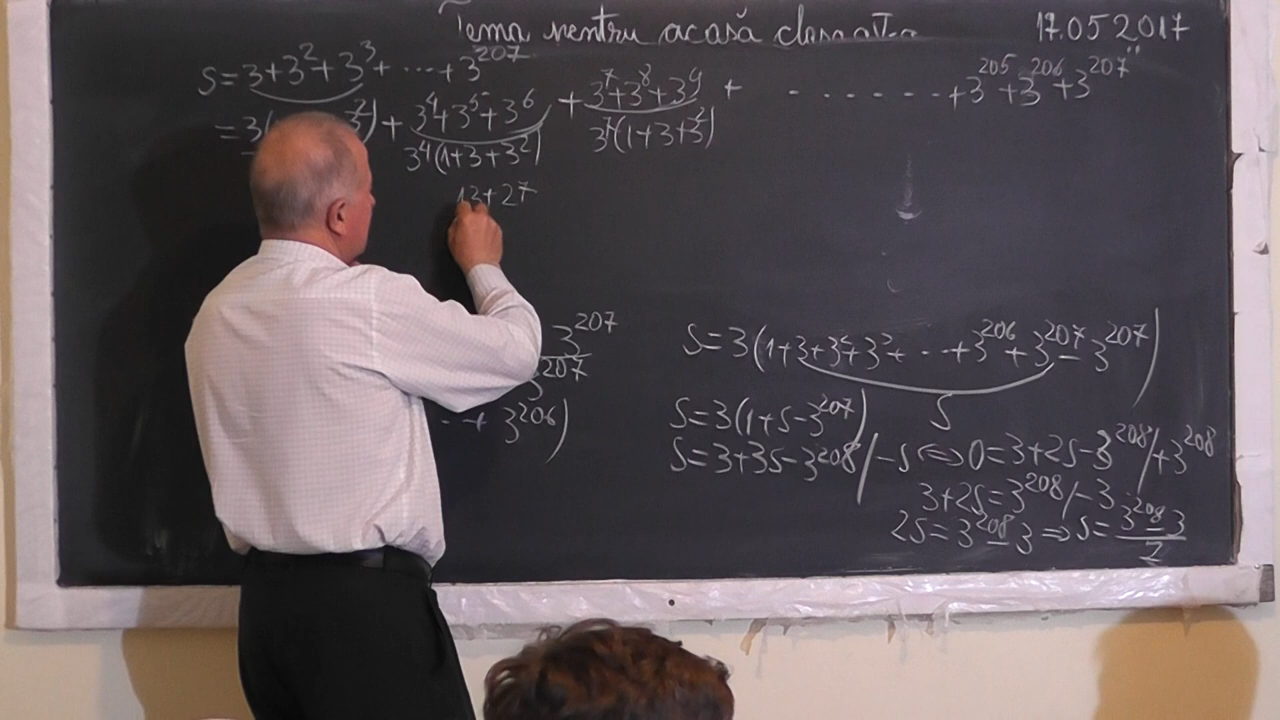 Tema pentru acasă clasa a V-a 17.05 2017
S=3+3²+3³+ ···+3²⁰⁷
=3( 3²)+3⁴+3⁵+3⁶ +3⁷+3⁸+3⁹ + ........+3²⁰⁵+3²⁰⁶+3²⁰⁷
3⁴(1+3+3²) 3⁷(1+3+3²)
13+27
3²⁰⁷
3²⁰⁷
··+ 3²⁰⁶)
S=3(1+3+3²+3³+ ··+3²⁰⁶+3²⁰⁷-3²⁰⁷)
S
S=3(1+S-3²⁰⁷)
S=3+3S-3²⁰⁸/-S⇔0=3+2S-3²⁰⁸/+3²⁰⁸
3+2S=3²⁰⁸/-3
2S=3²⁰⁸-3⇒S=(3²⁰⁸-3)/2